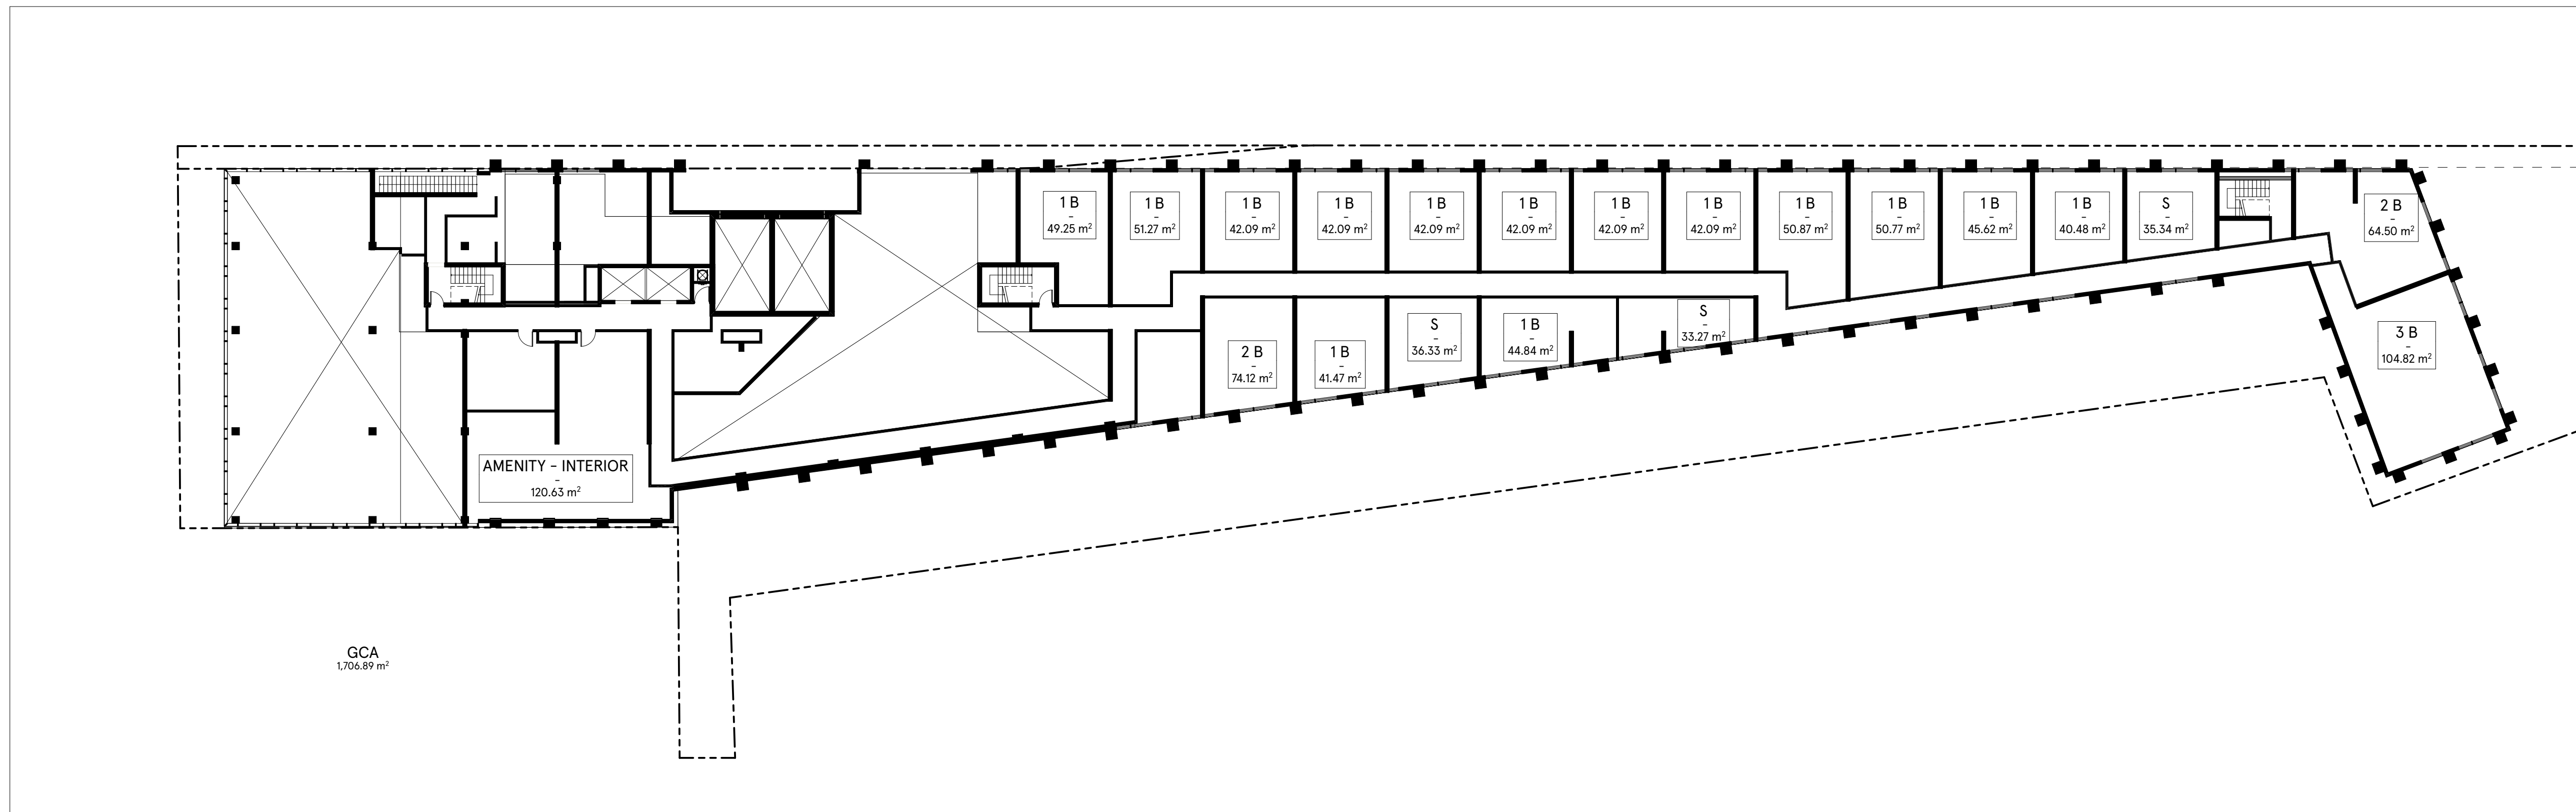 1 B
–
49.25 m²
1 B
–
51.27 m²
1 B
–
42.09 m²
1 B
–
42.09 m²
1 B
–
42.09 m²
1 B
–
42.09 m²
1 B
–
42.09 m²
1 B
–
42.09 m²
1 B
–
50.87 m²
1 B
–
50.77 m²
1 B
–
45.62 m²
1 B
–
40.48 m²
S
–
35.34 m²
2 B
–
64.50 m²
2 B
–
74.12 m²
1 B
–
41.47 m²
S
–
36.33 m²
1 B
–
44.84 m²
S
–
33.27 m²
3 B
–
104.82 m²
AMENITY – INTERIOR
–
120.63 m²
GCA
1,706.89 m²